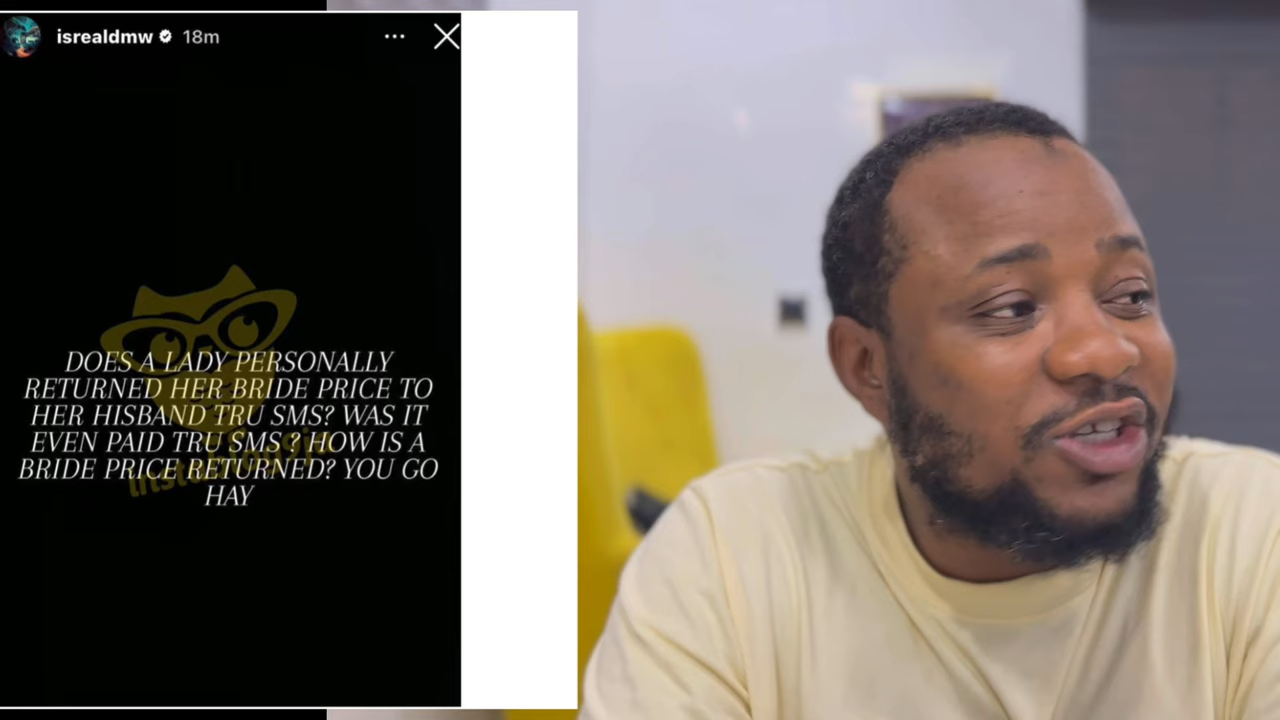 isrealdmw 18m
DOES A LADY PERSONALLY
RETURNED HER BRIDE PRICE TO
HER HISBAND TRU SMS? WAS IT
EVEN PAID TRU SMS ? HOW IS A
BRIDE PRICE RETURNED? YOU GO
HAY